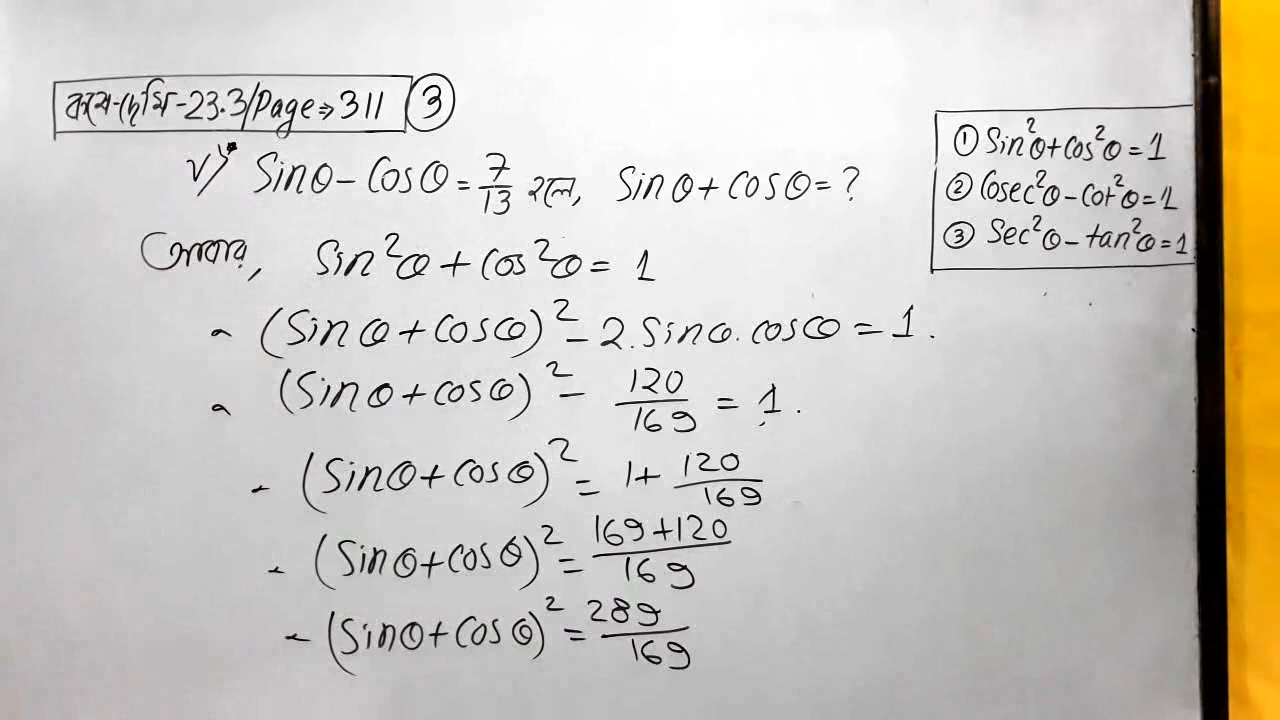 কষে দেখি-23.3/Page⇒311 ③
v) Sinθ-Cosθ=7/13 হলে, Sinθ+cosθ=?
আবার, Sin²θ+cos²θ=1
বা (Sinθ+cosθ)²-2.Sinθ.cosθ=1.
বা (Sinθ+cosθ)²-120/169=1.
- (Sinθ+cosθ)²=1+120/169
- (Sinθ+cosθ)²=169+120/169
- (Sinθ+cosθ)²=289/169
① Sin²θ+cos²θ=1
② Cosec²θ-cot²θ=1
③ Sec²θ-tan²θ=1